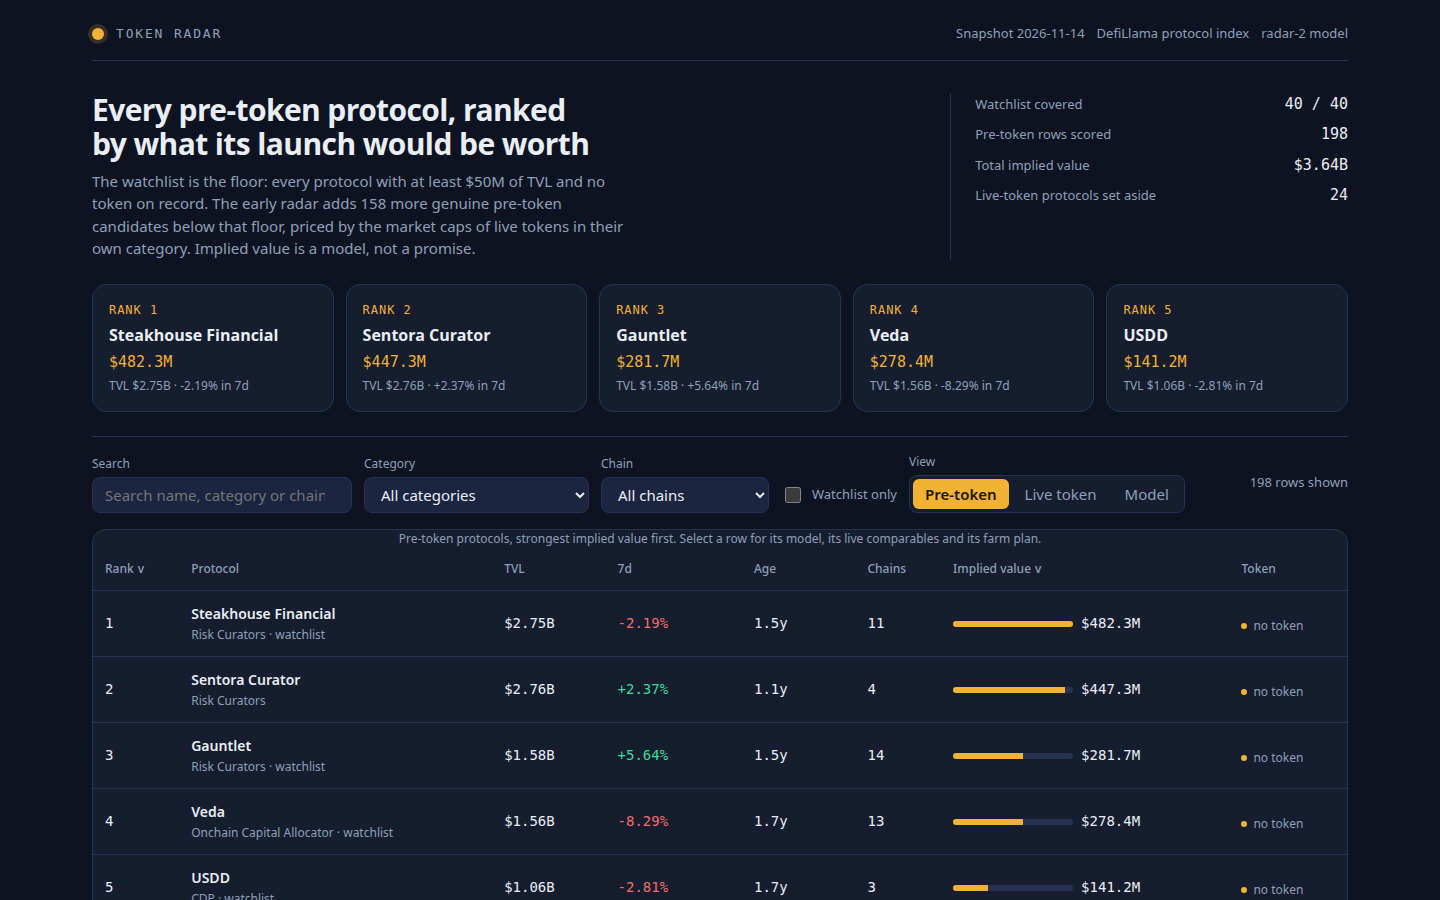 TOKEN RADAR
Snapshot 2026-11-14 DefiLlama protocol index radar-2 model
Every pre-token protocol, ranked
by what its launch would be worth
The watchlist is the floor: every protocol with at least $50M of TVL and no
token on record. The early radar adds 158 more genuine pre-token
candidates below that floor, priced by the market caps of live tokens in their
own category. Implied value is a model, not a promise.
Watchlist covered 40 / 40
Pre-token rows scored 198
Total implied value $3.64B
Live-token protocols set aside 24
RANK 1
Steakhouse Financial
$482.3M
TVL $2.75B · -2.19% in 7d
RANK 2
Sentora Curator
$447.3M
TVL $2.76B · +2.37% in 7d
RANK 3
Gauntlet
$281.7M
TVL $1.58B · +5.64% in 7d
RANK 4
Veda
$278.4M
TVL $1.56B · -8.29% in 7d
RANK 5
USDD
$141.2M
TVL $1.06B · -2.81% in 7d
Search
Search name, category or chain
Category
All categories
Chain
All chains
Watchlist only
View
Pre-token Live token Model
198 rows shown
Pre-token protocols, strongest implied value first. Select a row for its model, its live comparables and its farm plan.
Rank v Protocol TVL 7d Age Chains Implied value v Token
1 Steakhouse Financial $2.75B -2.19% 1.5y 11 $482.3M no token
Risk Curators · watchlist
2 Sentora Curator $2.76B +2.37% 1.1y 4 $447.3M no token
Risk Curators
3 Gauntlet $1.58B +5.64% 1.5y 14 $281.7M no token
Risk Curators · watchlist
4 Veda $1.56B -8.29% 1.7y 13 $278.4M no token
Onchain Capital Allocator · watchlist
5 USDD $1.06B -2.81% 1.7y 3 $141.2M no token
CDP · watchlist